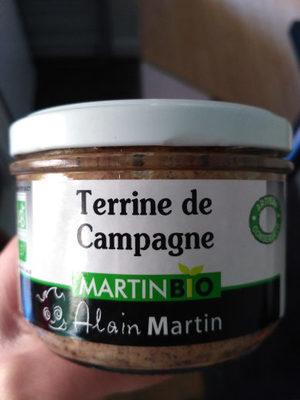 Terrine de
Campagne
MARTINBIO
Alain Martin